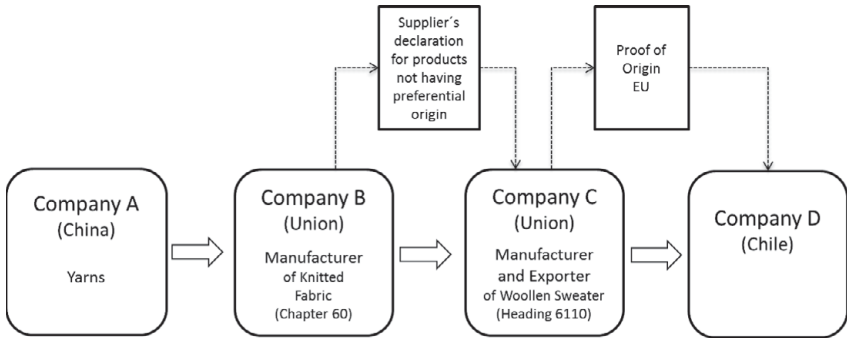 Supplier´s
declaration
for products
not having
preferential
origin
Proof of
Origin
EU
Company A
(China)
Yarns
Company B
(Union)
Manufacturer
of Knitted
Fabric
(Chapter 60)
Company C
(Union)
Manufacturer
and Exporter
of Woollen Sweater
(Heading 6110)
Company D
(Chile)